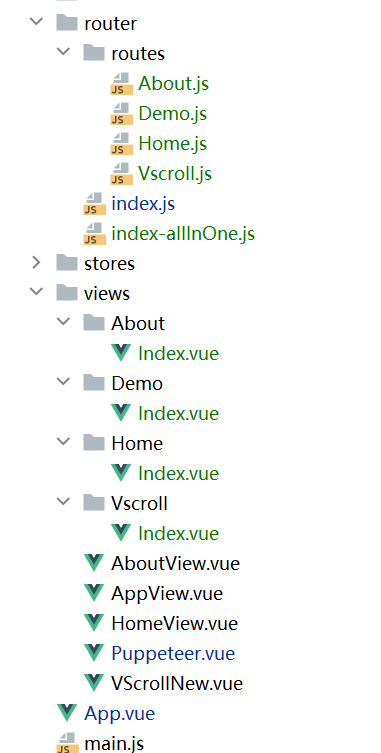 router
routes
JS About.js
JS Demo.js
JS Home.js
JS Vscroll.js
JS index.js
JS index-allInOne.js
stores
views
About
Index.vue
Demo
Index.vue
Home
Index.vue
Vscroll
Index.vue
AboutView.vue
AppView.vue
HomeView.vue
Puppeteer.vue
VScrollNew.vue
App.vue
JS main.js